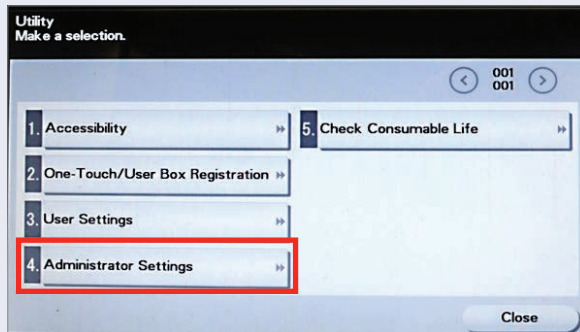 Utility
Make a selection.
001
001
1. Accessibility
2. One-Touch/User Box Registration
3. User Settings
4. Administrator Settings
5. Check Consumable Life
Close